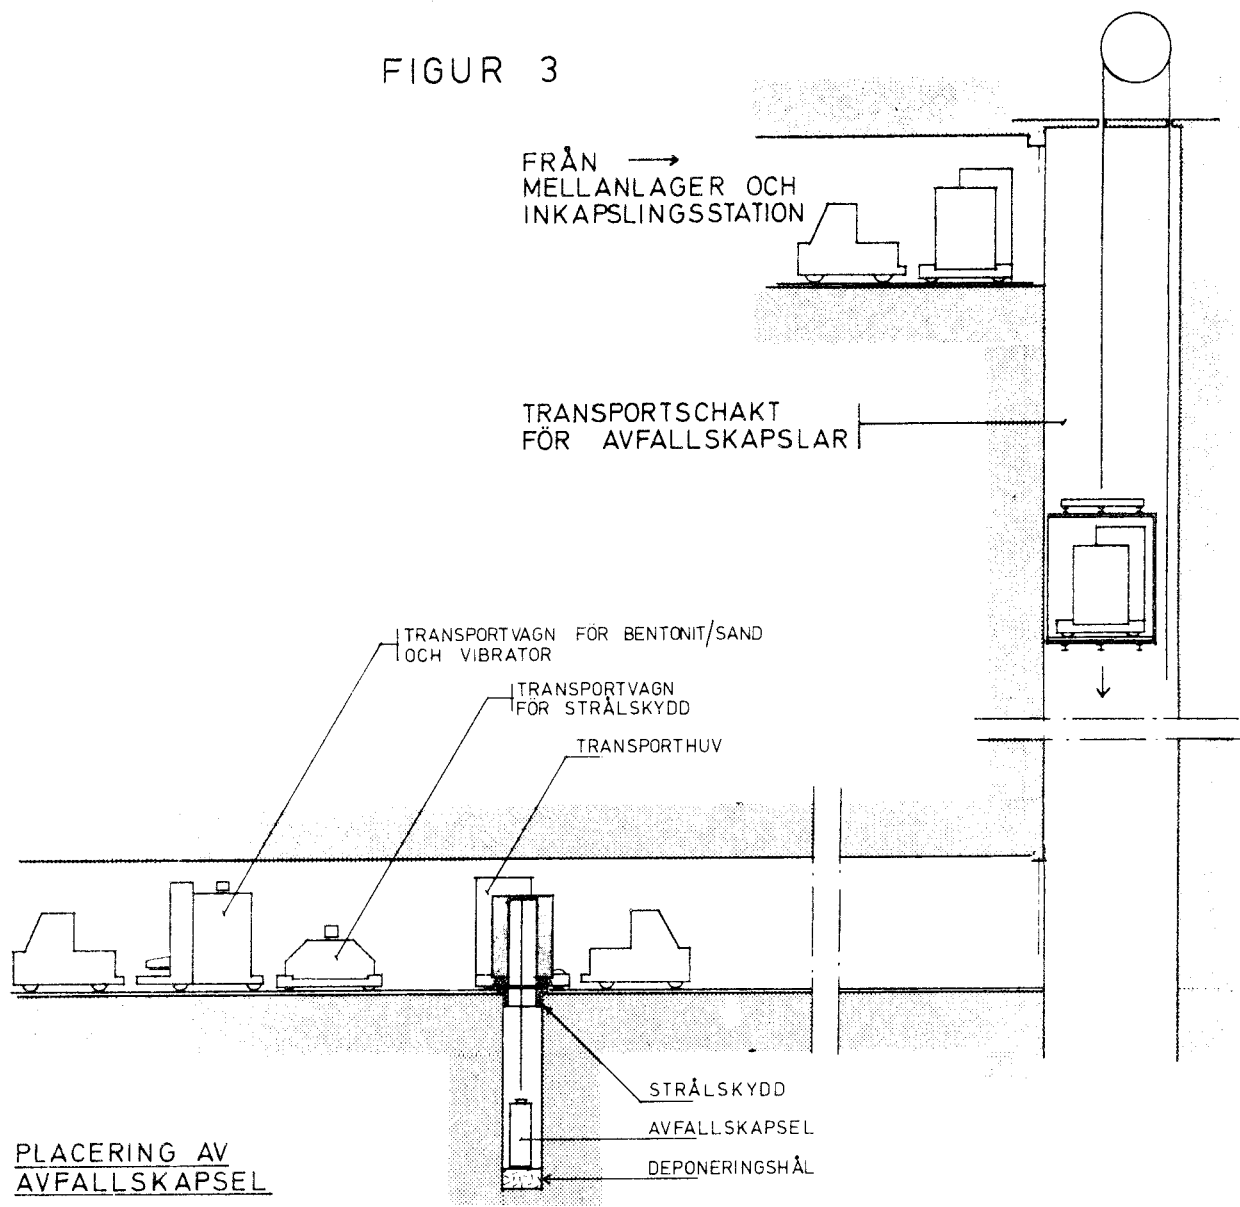 FIGUR 3
FRÅN →
MELLANLAGER OCH
INKAPSLINGSSTATION
TRANSPORTSCHAKT
FÖR AVFALLSKAPSLAR
TRANSPORTVAGN FÖR BENTONIT/SAND
OCH VIBRATOR
TRANSPORTVAGN
FÖR STRÅLSKYDD
TRANSPORTHUV
STRÅLSKYDD
AVFALLSKAPSEL
DEPONERINGSHÅL
PLACERING AV
AVFALLSKAPSEL